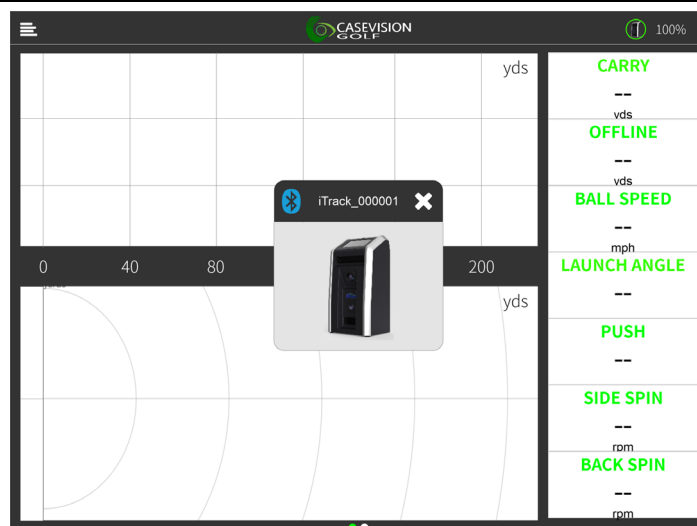 CASEVISION
GOLF
100%
yds
iTrack_000001
0 40 80 200
yds
CARRY
--
yds
OFFLINE
--
yds
BALL SPEED
--
mph
LAUNCH ANGLE
--
PUSH
--
SIDE SPIN
--
rpm
BACK SPIN
--
rpm